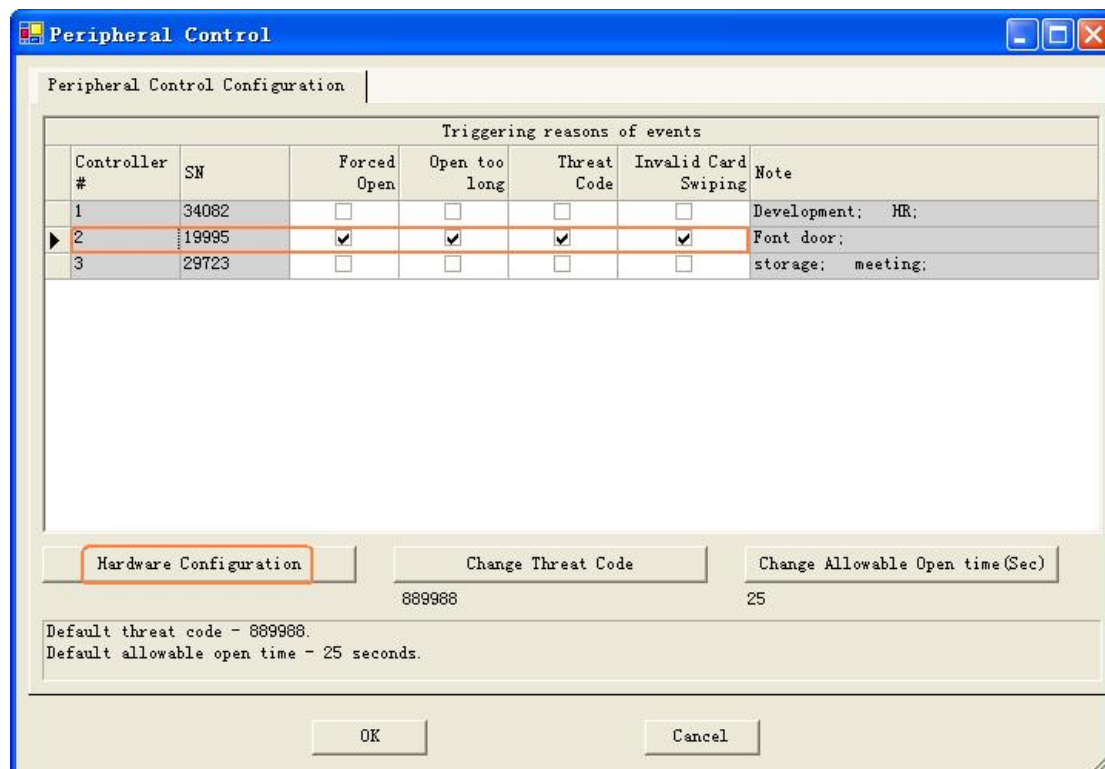 Peripheral Control
Peripheral Control Configuration
Triggering reasons of events
Controller # SN Forced Open Open too long Threat Code Invalid Card Swiping Note
1 34082 Development; HR;
2 19995 Font door;
3 29723 storage; meeting;
Hardware Configuration Change Threat Code Change Allowable Open time(Sec)
889988 25
Default threat code - 889988.
Default allowable open time - 25 seconds.
OK Cancel